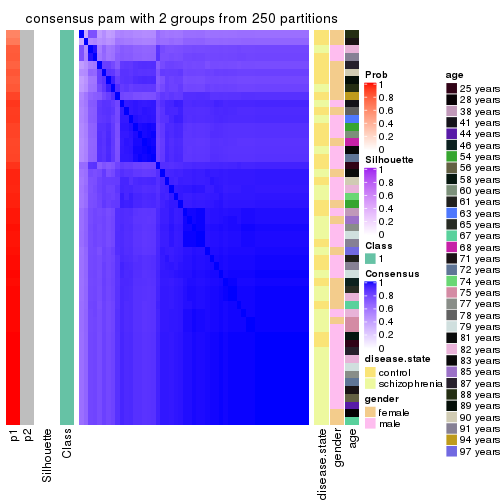 consensus pam with 2 groups from 250 partitions
Prob
1
0.8
0.6
0.4
0.2
0
Silhouette
1
0.8
0.6
0.4
0.2
0
Class
1
Consensus
1
0.8
0.6
0.4
0.2
0
disease.state
control
schizophrenia
gender
female
male
age
25 years
28 years
38 years
41 years
44 years
46 years
54 years
56 years
58 years
60 years
61 years
63 years
65 years
67 years
68 years
71 years
72 years
74 years
75 years
77 years
78 years
79 years
81 years
82 years
83 years
85 years
87 years
88 years
89 years
90 years
91 years
94 years
97 years
p1
p2
Silhouette
Class
disease.state
gender
age